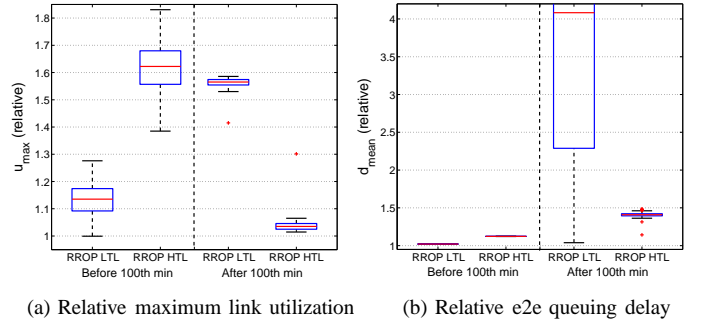 1.8
1.7
1.6
1.5
1.4
1.3
1.2
1.1
1
u_max (relative)
RROP LTL RROP HTL RROP LTL RROP HTL
Before 100th min After 100th min
(a) Relative maximum link utilization
4
3.5
3
2.5
2
1.5
1
d_mean (relative)
RROP LTL RROP HTL RROP LTL RROP HTL
Before 100th min After 100th min
(b) Relative e2e queuing delay